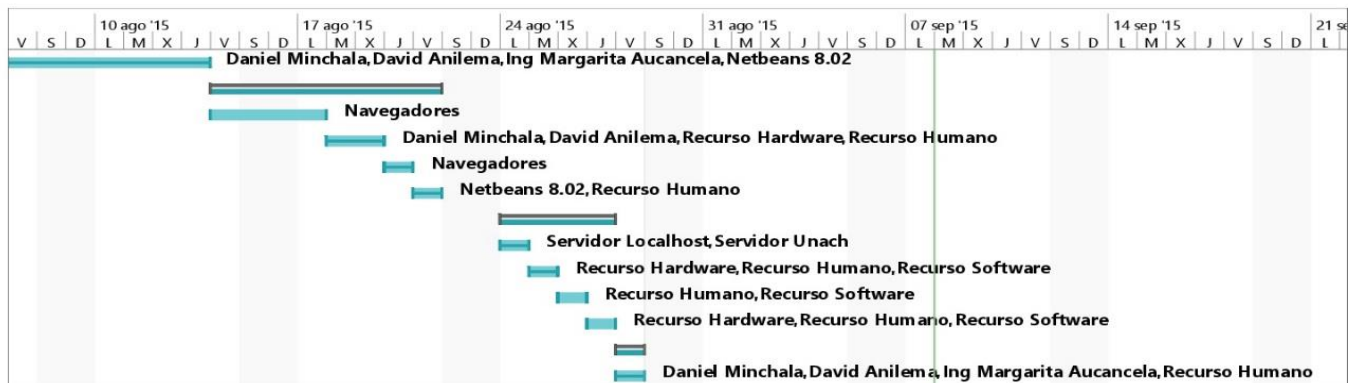 10 ago '15 17 ago '15 24 ago '15 31 ago '15 07 sep '15 14 sep '15 21 se
V S D L M X J V S D L M X J V S D L M X J V S D L M X J V S D L M X J V S D L M X J V S D L
Daniel Minchala, David Anilema, Ing Margarita Aucancela, Netbeans 8.02
Navegadores
Daniel Minchala, David Anilema, Recurso Hardware, Recurso Humano
Navegadores
Netbeans 8.02, Recurso Humano
Servidor Localhost, Servidor Unach
Recurso Hardware, Recurso Humano, Recurso Software
Recurso Humano, Recurso Software
Recurso Hardware, Recurso Humano, Recurso Software
Daniel Minchala, David Anilema, Ing Margarita Aucancela, Recurso Humano